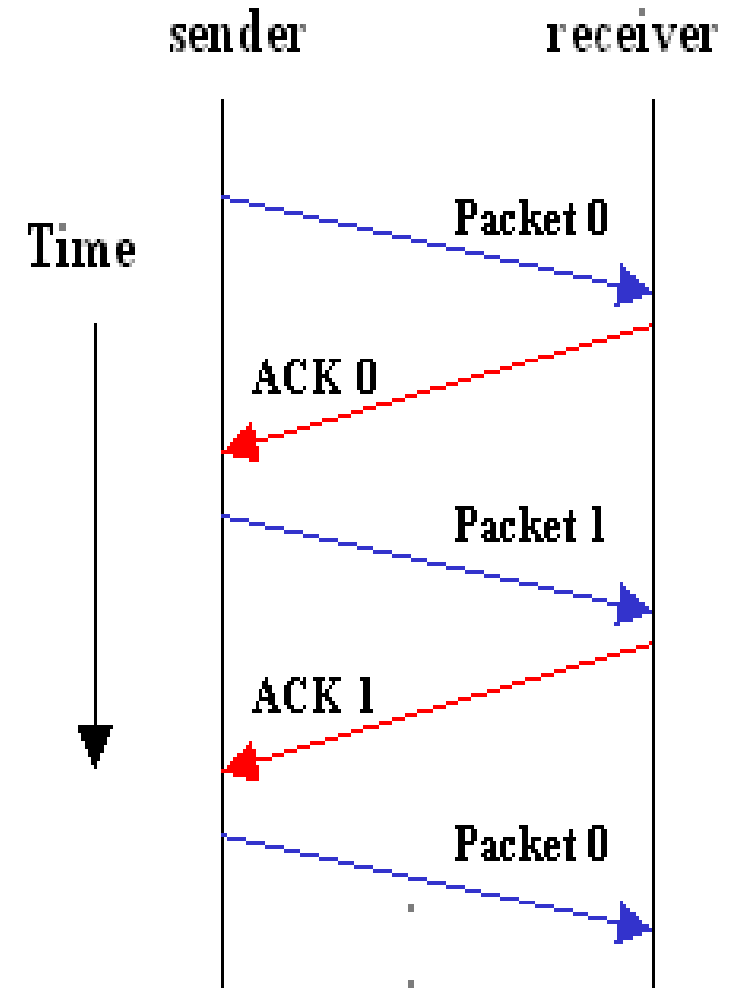 sender receiver
Packet 0
Time
ACK 0
Packet 1
ACK 1
Packet 0